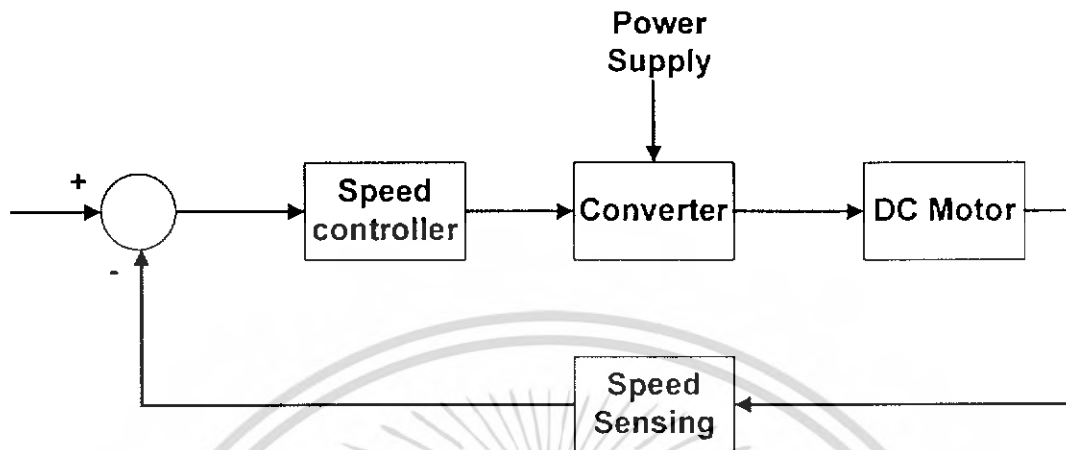 Power
Supply
+
Speed
controller
Converter
DC Motor
-
Speed
Sensing